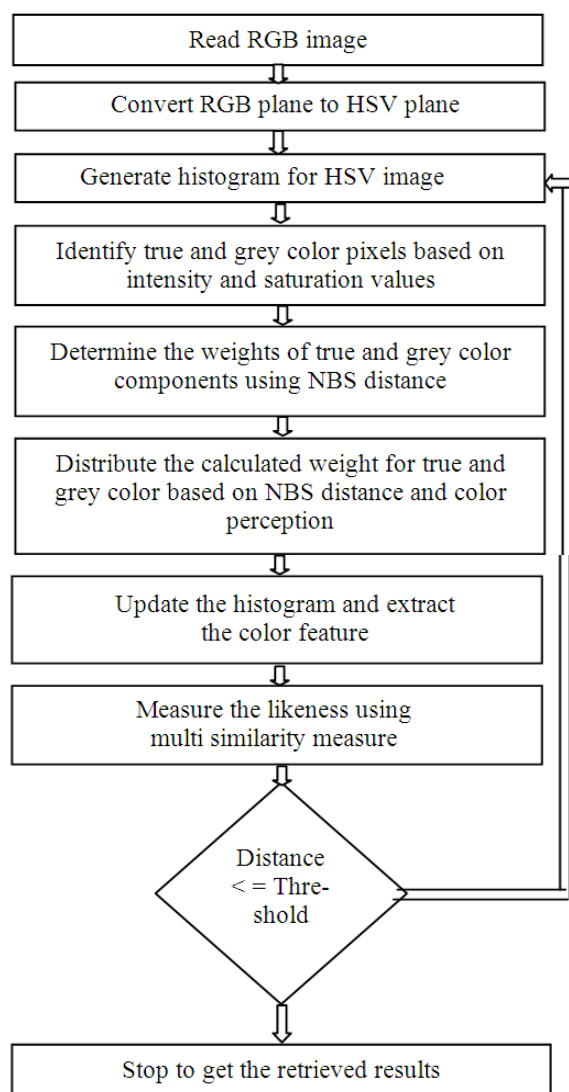 Read RGB image
Convert RGB plane to HSV plane
Generate histogram for HSV image
Identify true and grey color pixels based on
intensity and saturation values
Determine the weights of true and grey color
components using NBS distance
Distribute the calculated weight for true and
grey color based on NBS distance and color
perception
Update the histogram and extract
the color feature
Measure the likeness using
multi similarity measure
Distance
< = Thre-
shold
Stop to get the retrieved results